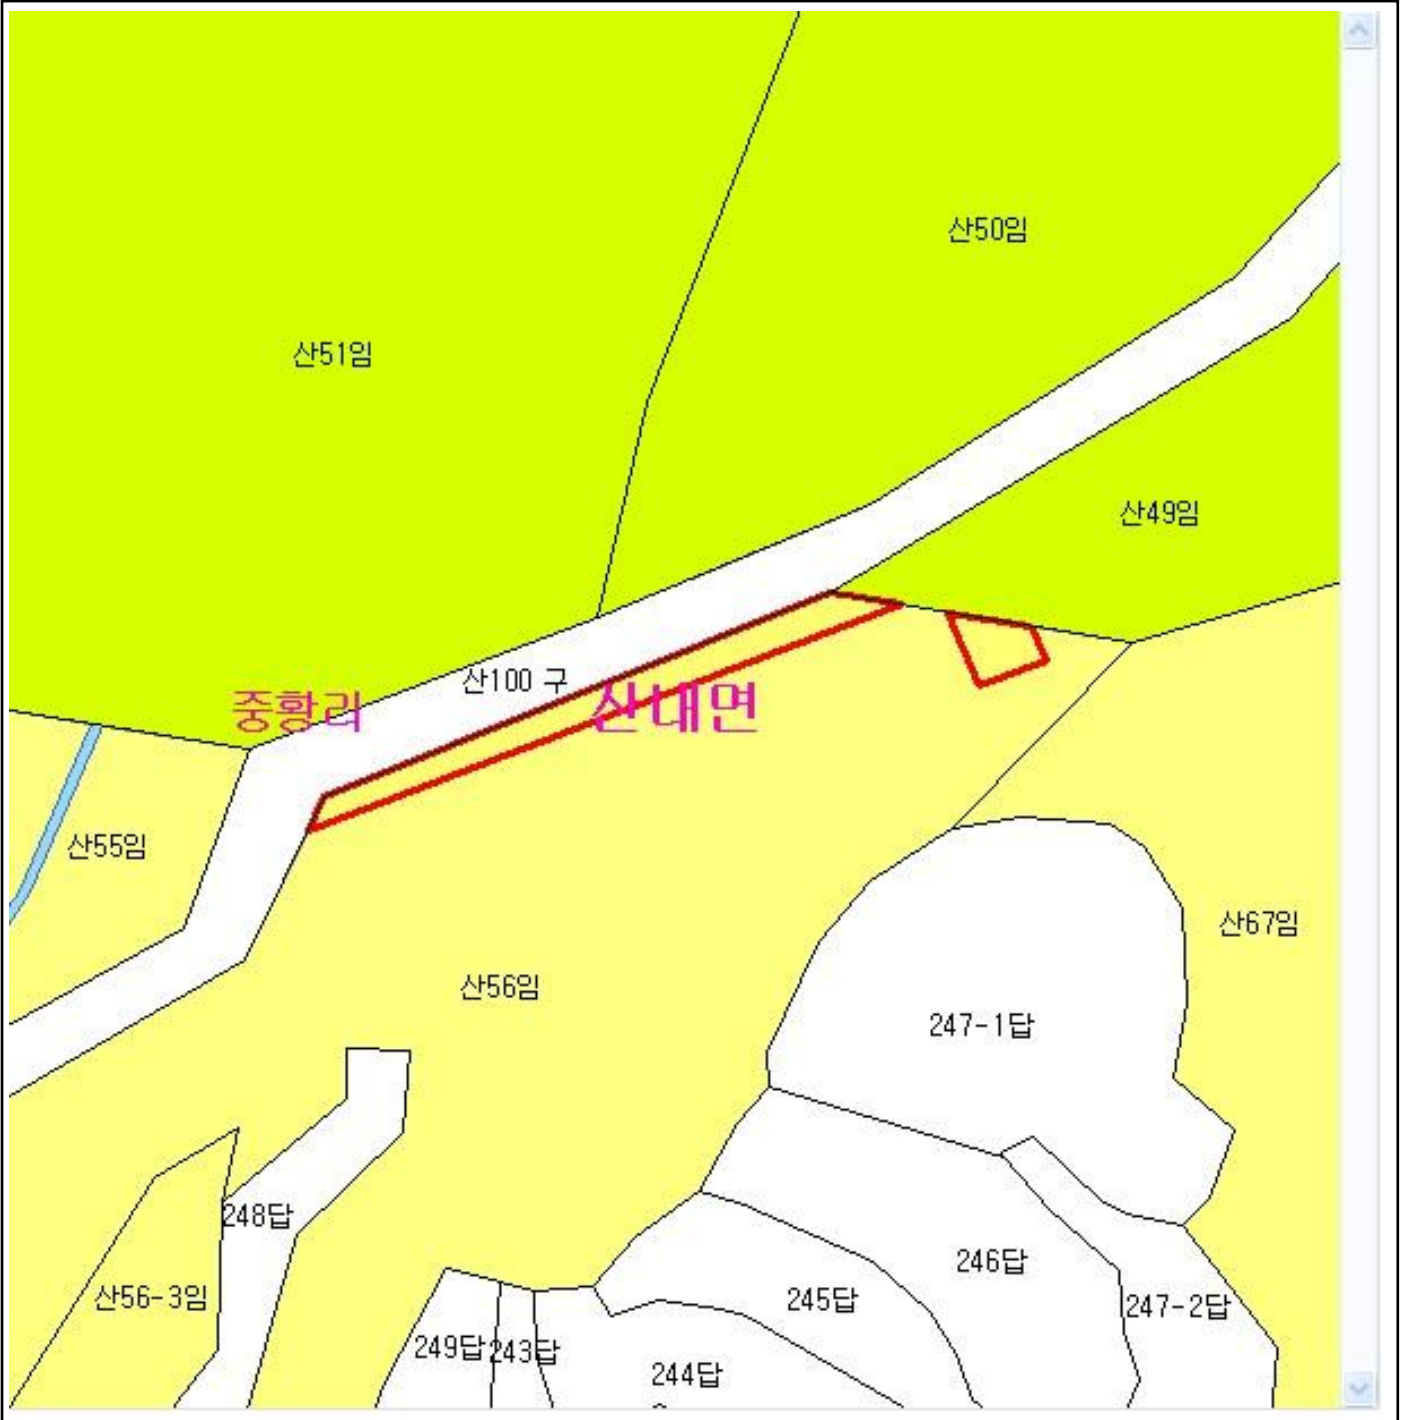 산50임
산51임
산49임
산100 구
중황리
산내면
산55임
산67임
산56임
247-1답
248답
246답
산56-3임
245답
247-2답
249답
243답
244답